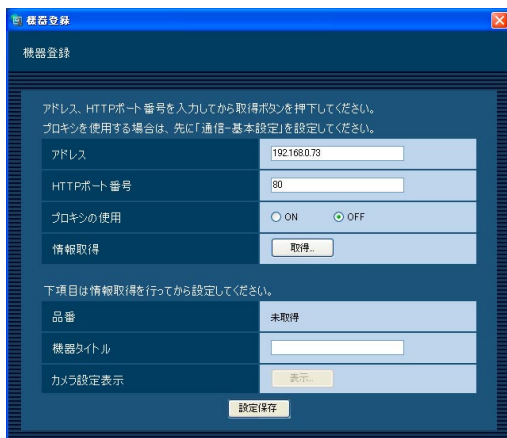 機器登録
機器登録
アドレス、HTTPポート番号を入力してから取得ボタンを押下してください。
プロキシを使用する場合は、先に「通信-基本設定」を設定してください。
アドレス 192.168.0.73
HTTPポート番号 80
プロキシの使用 ON OFF
情報取得 取得...
下項目は情報取得を行ってから設定してください。
品番 未取得
機器タイトル
カメラ設定表示 表示...
設定保存